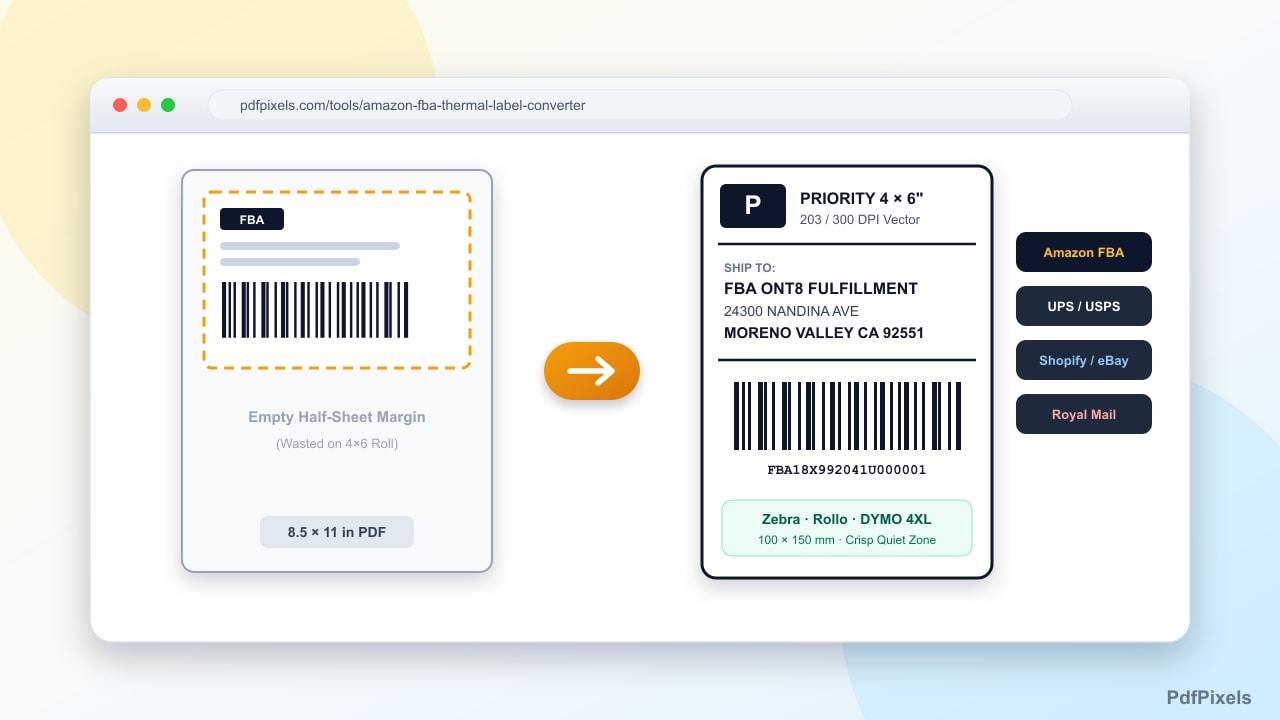 pdfpixels.com/tools/amazon-fba-thermal-label-converter
FBA
Empty Half-Sheet Margin
(Wasted on 4×6 Roll)
8.5 × 11 in PDF
P
PRIORITY 4 × 6"
203 / 300 DPI Vector
SHIP TO:
FBA ONT8 FULFILLMENT
24300 NANDINA AVE
MORENO VALLEY CA 92551
FBA18X992041U000001
Zebra · Rollo · DYMO 4XL
100 × 150 mm · Crisp Quiet Zone
Amazon FBA
UPS / USPS
Shopify / eBay
Royal Mail
PdfPixels